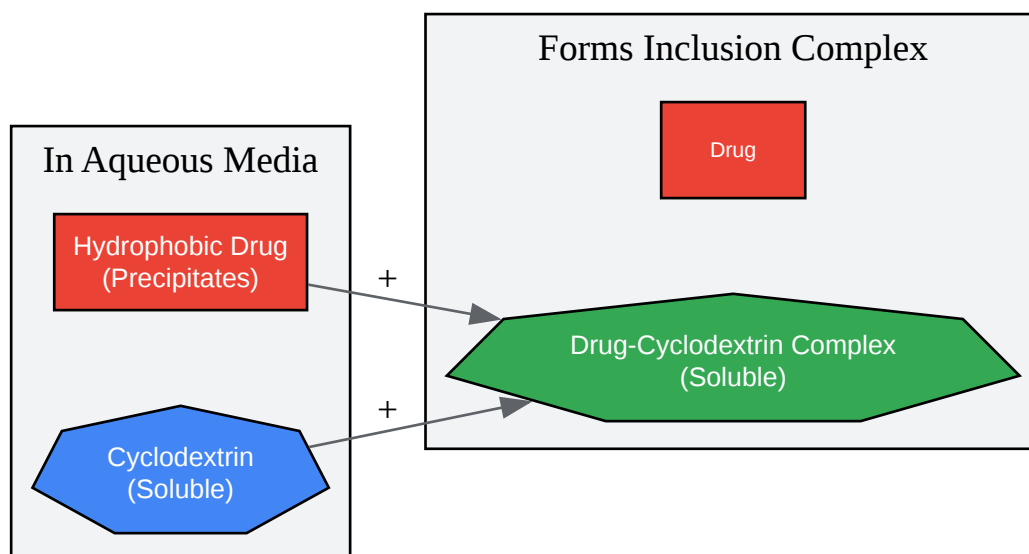 In Aqueous Media
Hydrophobic Drug
(Precipitates)
Cyclodextrin
(Soluble)
+
+
Forms Inclusion Complex
Drug
Drug-Cyclodextrin Complex
(Soluble)